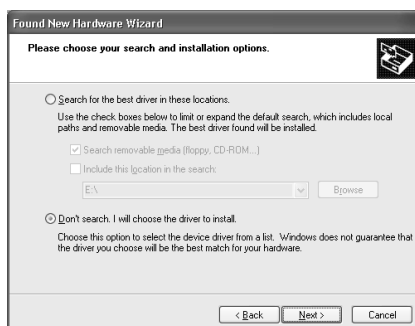 Found New Hardware Wizard
Please choose your search and installation options.
Search for the best driver in these locations.
Use the check boxes below to limit or expand the default search, which includes local
paths and removable media. The best driver found will be installed.
Search removable media (floppy, CD-ROM...)
Include this location in the search:
E:\
Browse
Don't search. I will choose the driver to install.
Choose this option to select the device driver from a list. Windows does not guarantee that
the driver you choose will be the best match for your hardware.
< Back Next > Cancel